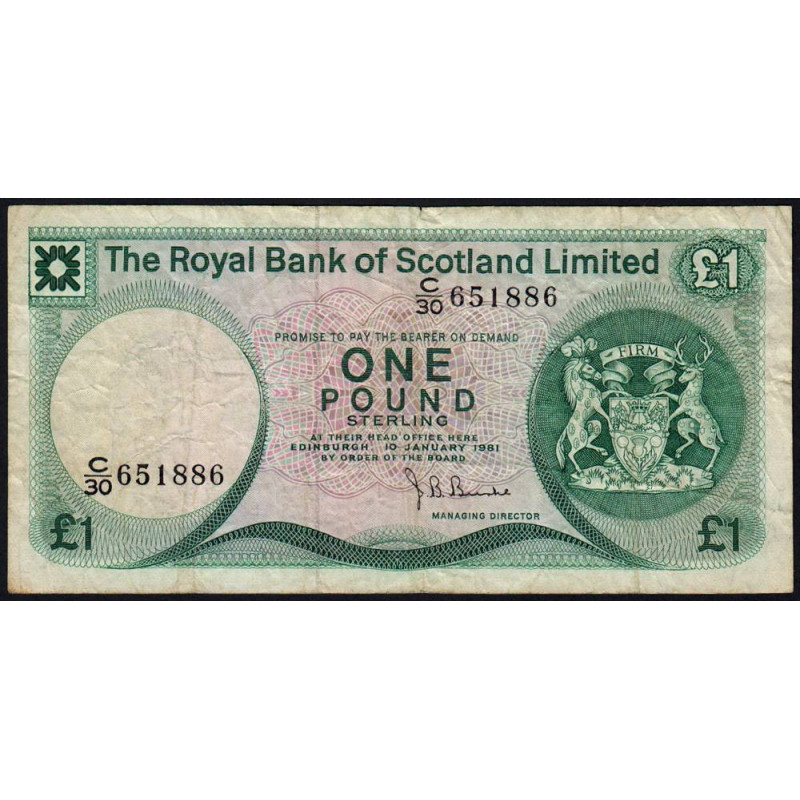 The Royal Bank of Scotland Limited
£1
C/30 651886
PROMISE TO PAY THE BEARER ON DEMAND
ONE
POUND
STERLING
AT THEIR HEAD OFFICE HERE
EDINBURGH, 10 JANUARY 1981
BY ORDER OF THE BOARD
FIRM
C/30 651886
J B Burke
MANAGING DIRECTOR
£1
£1